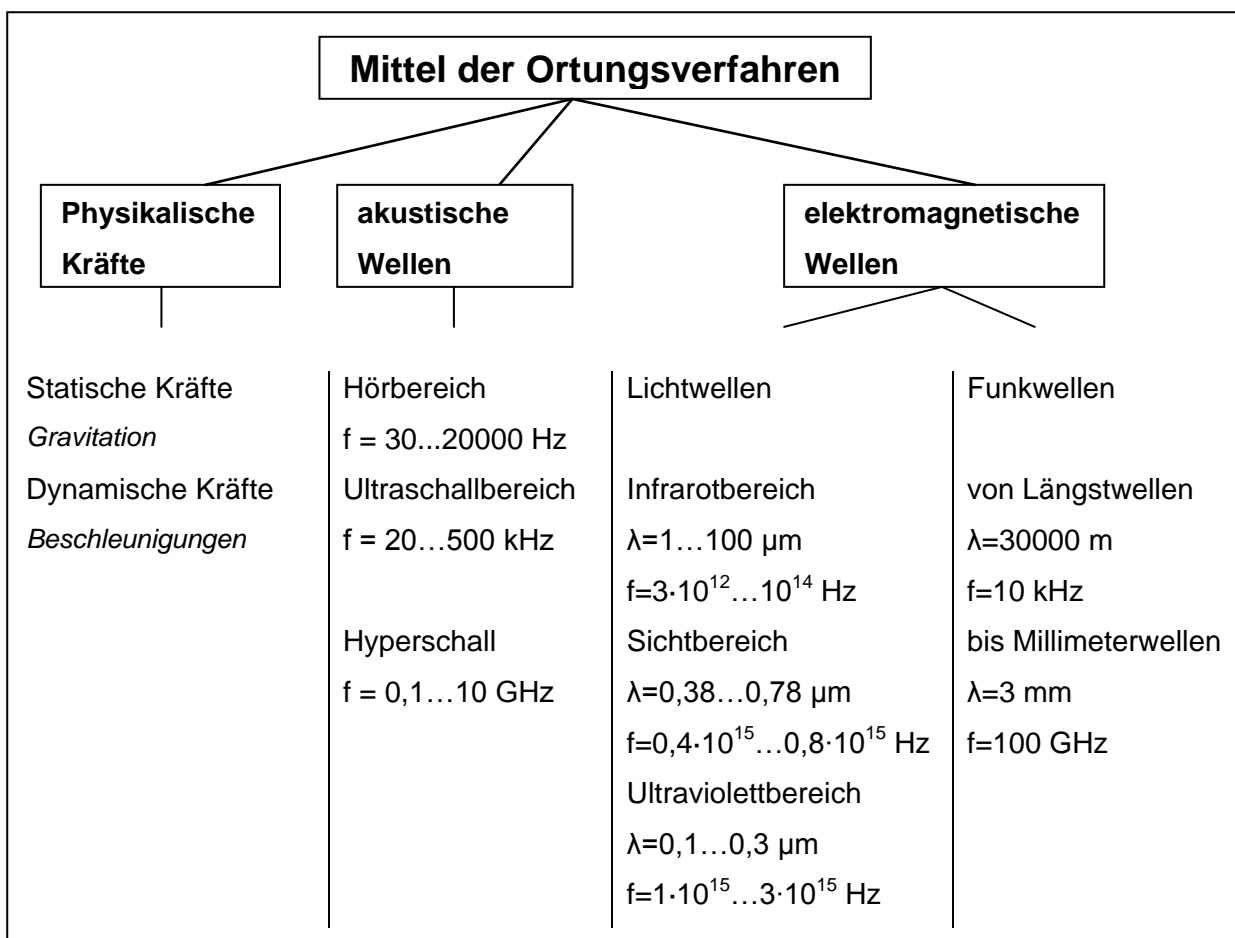 Mittel der Ortungsverfahren
Physikalische
Kräfte
akustische
Wellen
elektromagnetische
Wellen
Statische Kräfte
Gravitation
Dynamische Kräfte
Beschleunigungen
Hörbereich
f = 30...20000 Hz
Ultraschallbereich
f = 20…500 kHz
Hyperschall
f = 0,1…10 GHz
Lichtwellen
Infrarotbereich
λ=1…100 µm
f=3·10¹²…10¹⁴ Hz
Sichtbereich
λ=0,38…0,78 µm
f=0,4·10¹⁵…0,8·10¹⁵ Hz
Ultraviolettbereich
λ=0,1…0,3 µm
f=1·10¹⁵…3·10¹⁵ Hz
Funkwellen
von Längstwellen
λ=30000 m
f=10 kHz
bis Millimeterwellen
λ=3 mm
f=100 GHz